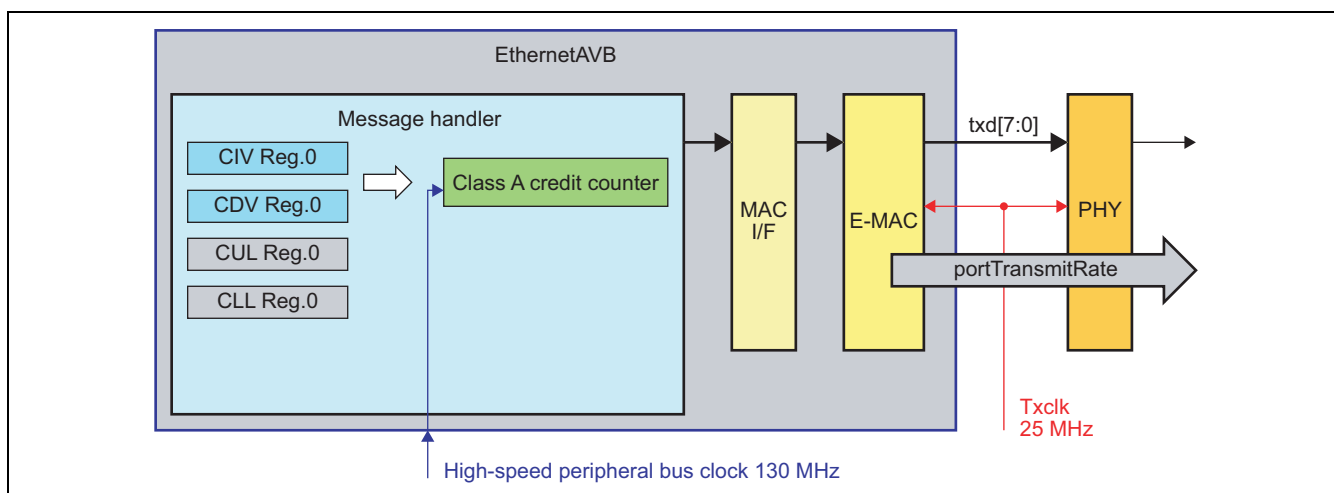 EthernetAVB
Message handler
CIV Reg.0
CDV Reg.0
CUL Reg.0
CLL Reg.0
Class A credit counter
MAC
I/F
E-MAC
txd[7:0]
PHY
portTransmitRate
Txclk
25 MHz
High-speed peripheral bus clock 130 MHz